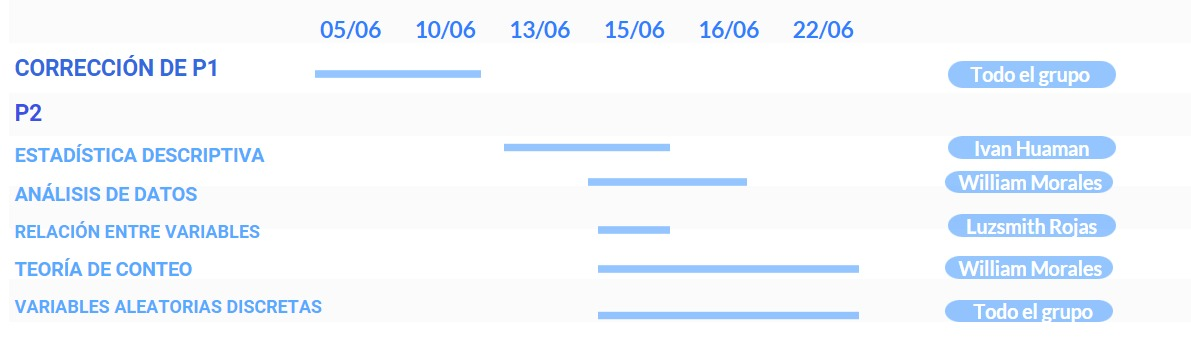 05/06 10/06 13/06 15/06 16/06 22/06
CORRECCIÓN DE P1 Todo el grupo
P2
ESTADÍSTICA DESCRIPTIVA Ivan Huaman
ANÁLISIS DE DATOS William Morales
RELACIÓN ENTRE VARIABLES Luzsmith Rojas
TEORÍA DE CONTEO William Morales
VARIABLES ALEATORIAS DISCRETAS Todo el grupo